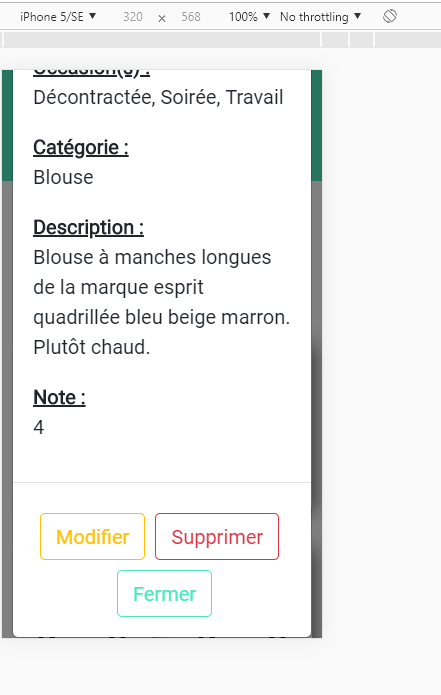 iPhone 5/SE ▼ 320 × 568 100% ▼ No throttling ▼
Occasion(s) :
Décontractée, Soirée, Travail
Catégorie :
Blouse
Description :
Blouse à manches longues
de la marque esprit
quadrillée bleu beige marron.
Plutôt chaud.
Note :
4
Modifier Supprimer
Fermer